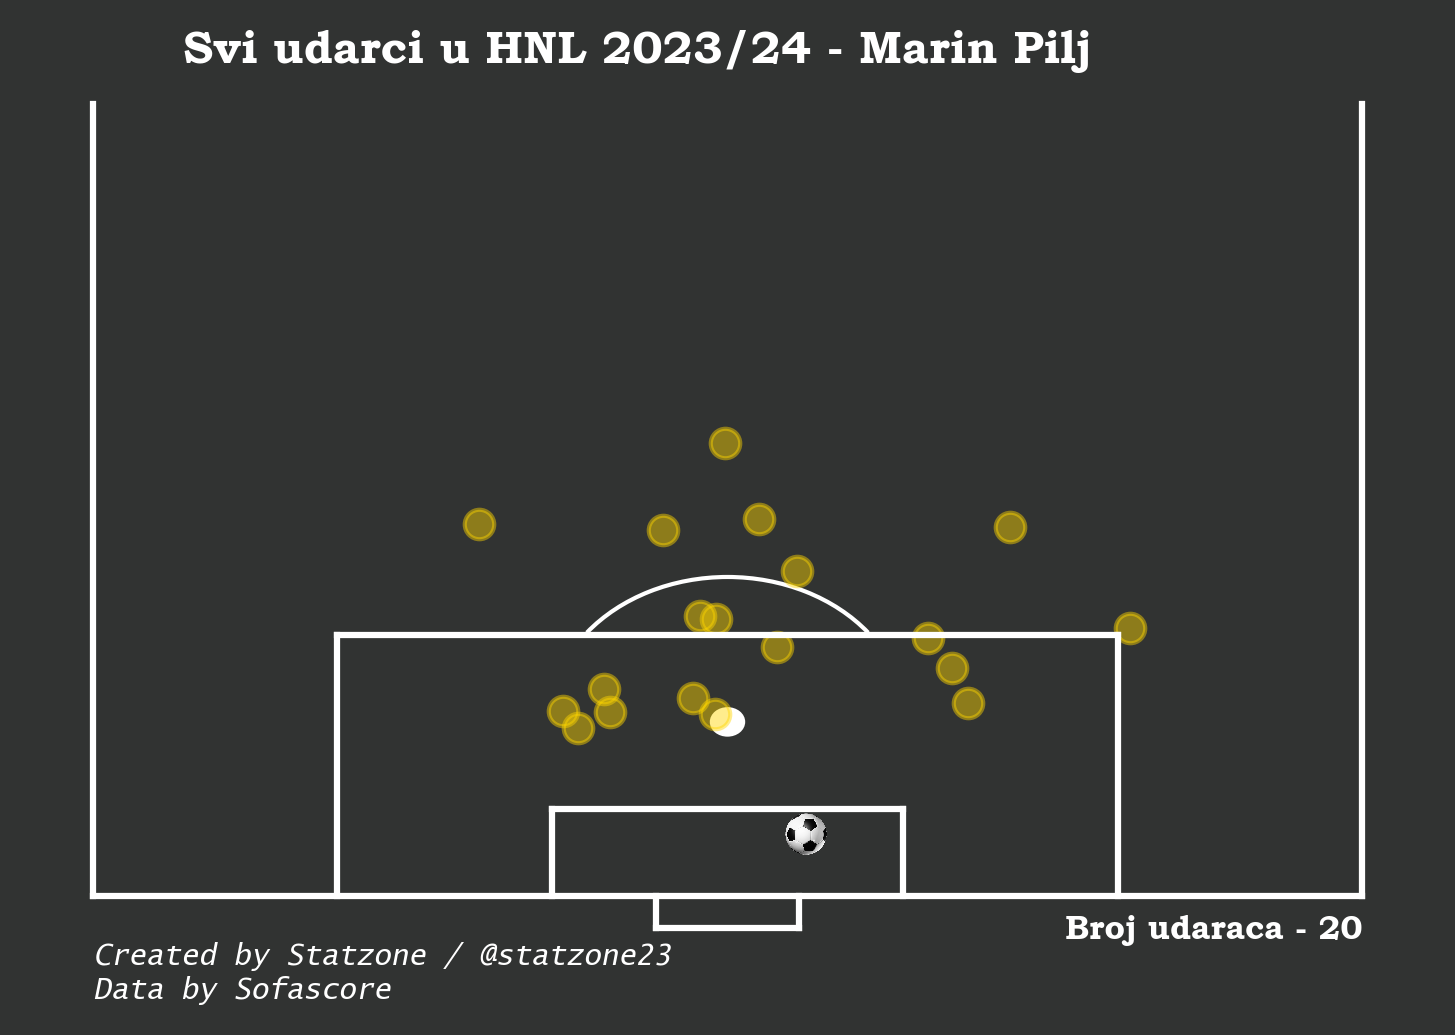 Svi udarci u HNL 2023/24 - Marin Pilj
Broj udaraca - 20
Created by Statzone / @statzone23
Data by Sofascore